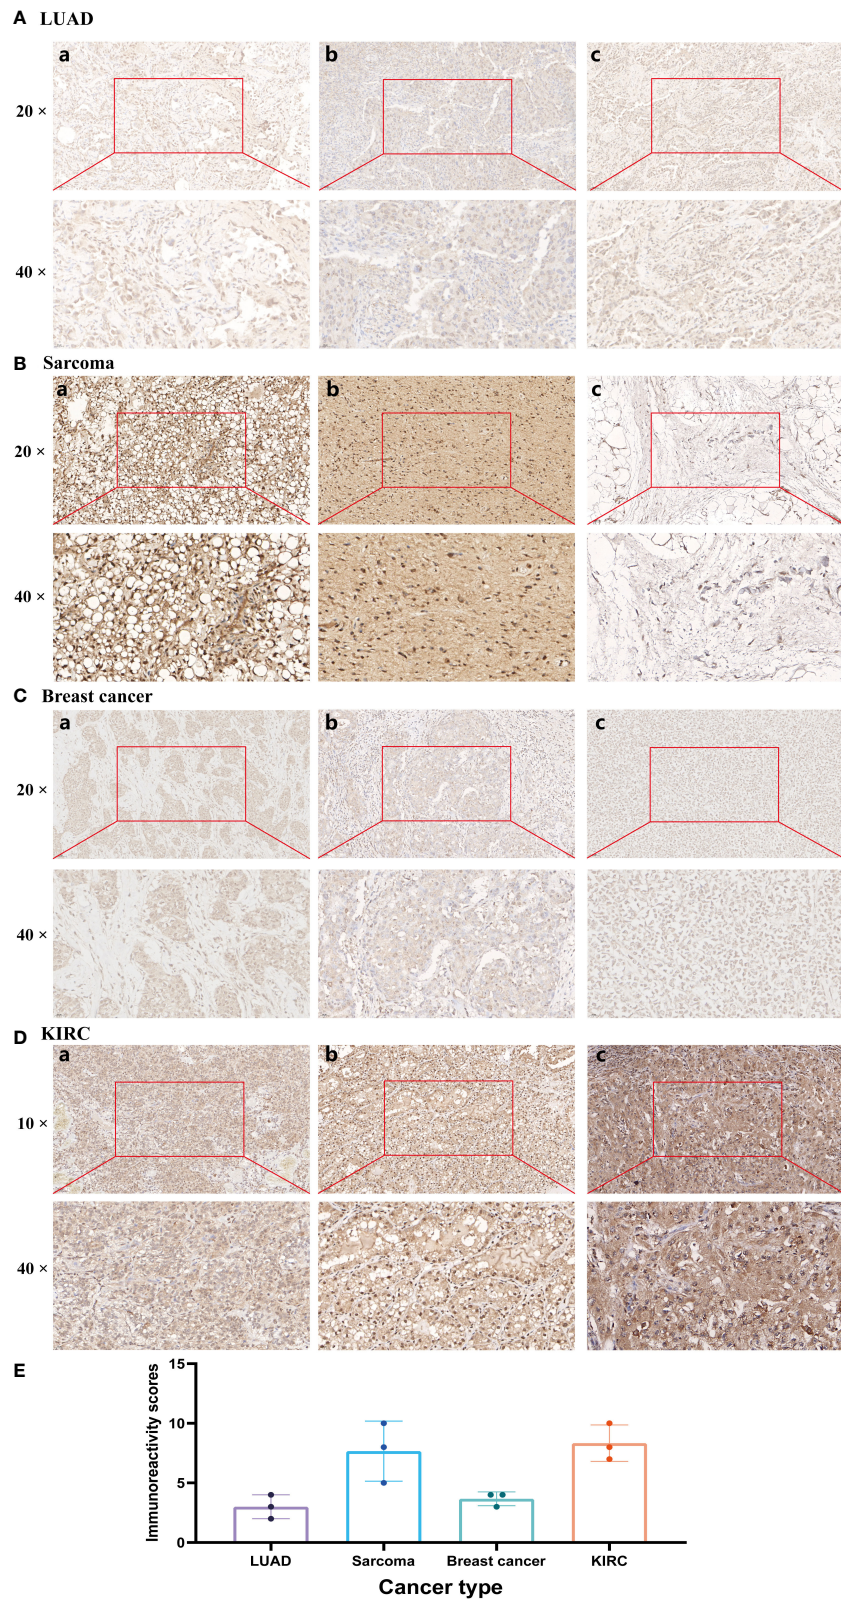 A LUAD
a b c
20 ×
40 ×
B Sarcoma
a b c
20 ×
40 ×
C Breast cancer
a b c
20 ×
40 ×
D KIRC
a b c
10 ×
40 ×
E
Immunoreactivity scores
15
10
5
0
LUAD Sarcoma Breast cancer KIRC
Cancer type